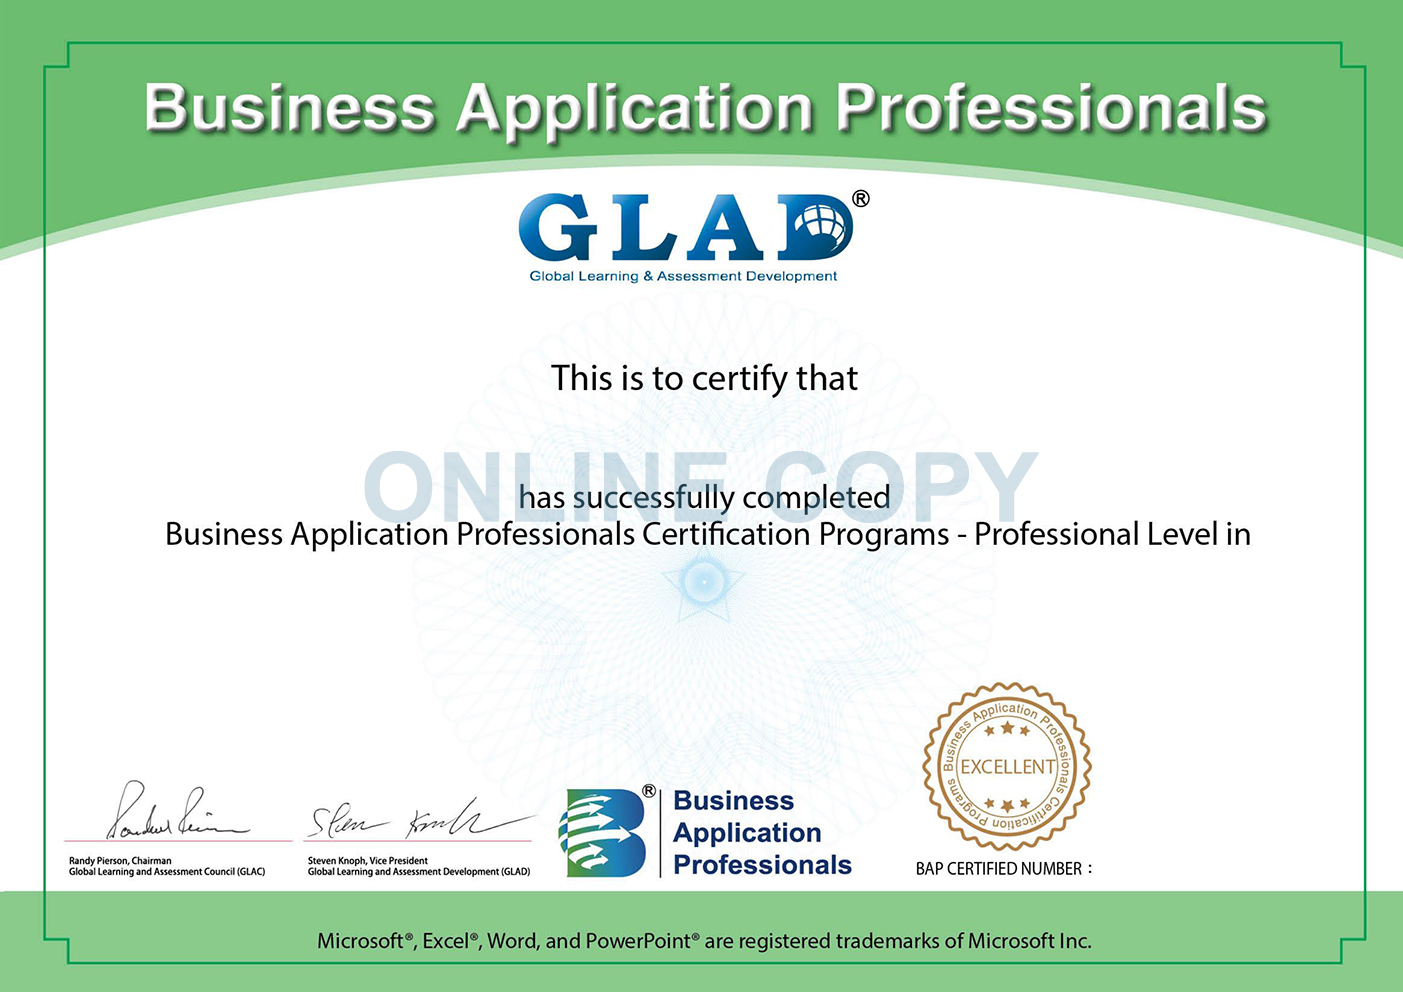 Business Application Professionals
GLAD®
Global Learning & Assessment Development
This is to certify that
ONLINE COPY
has successfully completed
Business Application Professionals Certification Programs - Professional Level in
Randy Pierson, Chairman
Global Learning and Assessment Council (GLAC)
Steven Knoph, Vice President
Global Learning and Assessment Development (GLAD)
B®
Business
Application
Professionals
Business Application Professionals Certification Programs
EXCELLENT
BAP CERTIFIED NUMBER :
Microsoft®, Excel®, Word, and PowerPoint® are registered trademarks of Microsoft Inc.